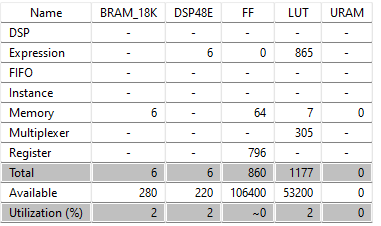 Name BRAM_18K DSP48E FF LUT URAM
DSP - - - - -
Expression - 6 0 865 -
FIFO - - - - -
Instance - - - - -
Memory 6 - 64 7 0
Multiplexer - - - 305 -
Register - - 796 - -
Total 6 6 860 1177 0
Available 280 220 106400 53200 0
Utilization (%) 2 2 ~0 2 0